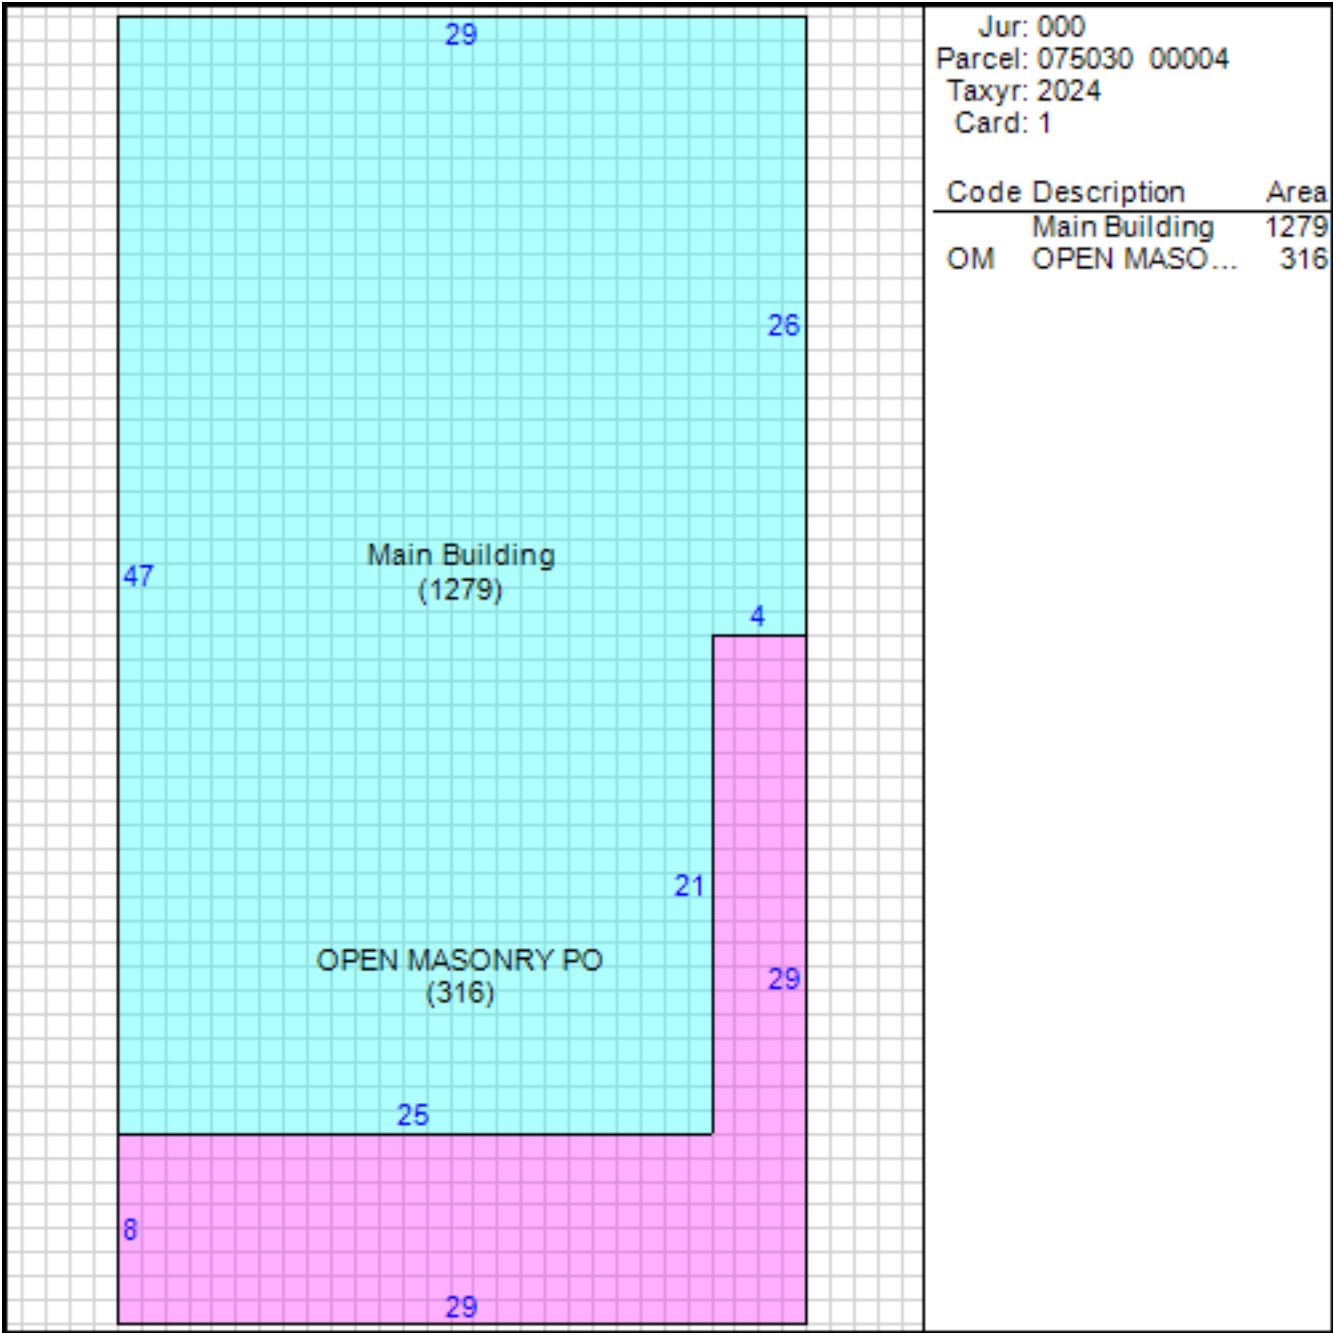 29
26
Main Building
(1279)
47
4
21
OPEN MASONRY PO
(316)
29
25
8
29
Jur: 000
Parcel: 075030 00004
Taxyr: 2024
Card: 1
Code Description Area
Main Building 1279
OM OPEN MASO... 316